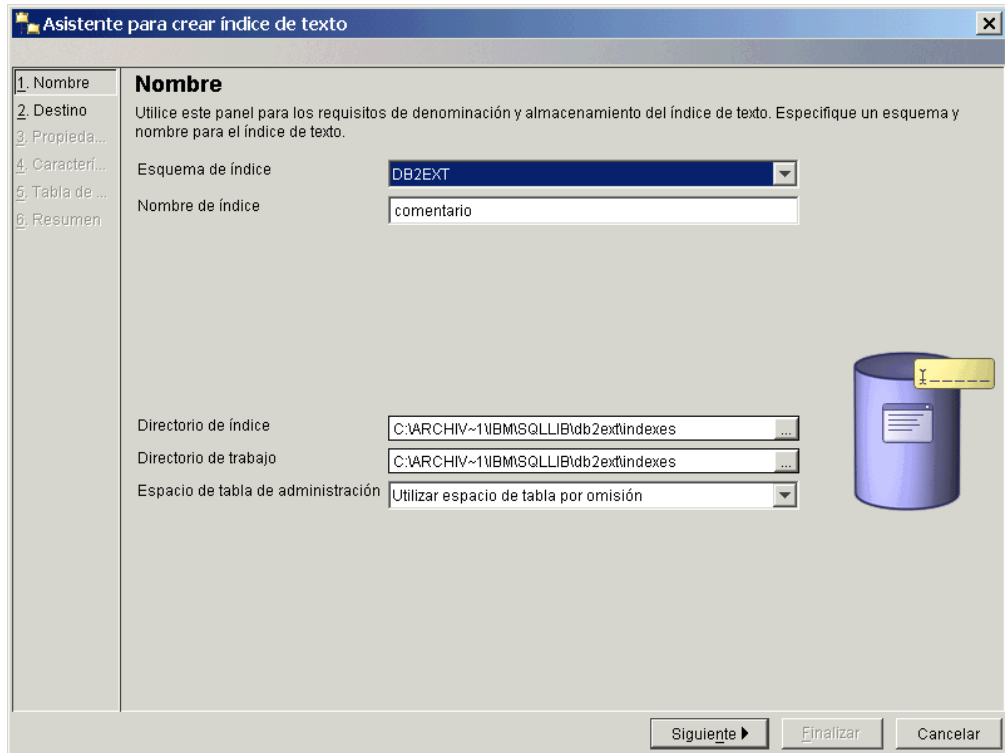 Asistente para crear índice de texto
1. Nombre
2. Destino
3. Propieda...
4. Caracterí...
5. Tabla de ...
6. Resumen
Nombre
Utilice este panel para los requisitos de denominación y almacenamiento del índice de texto. Especifique un esquema y
nombre para el índice de texto.
Esquema de índice DB2EXT
Nombre de índice comentario
Directorio de índice C:\ARCHIV~1\IBM\SQLLIB\db2ext\indexes ...
Directorio de trabajo C:\ARCHIV~1\IBM\SQLLIB\db2ext\indexes ...
Espacio de tabla de administración Utilizar espacio de tabla por omisión
Siguiente Finalizar Cancelar